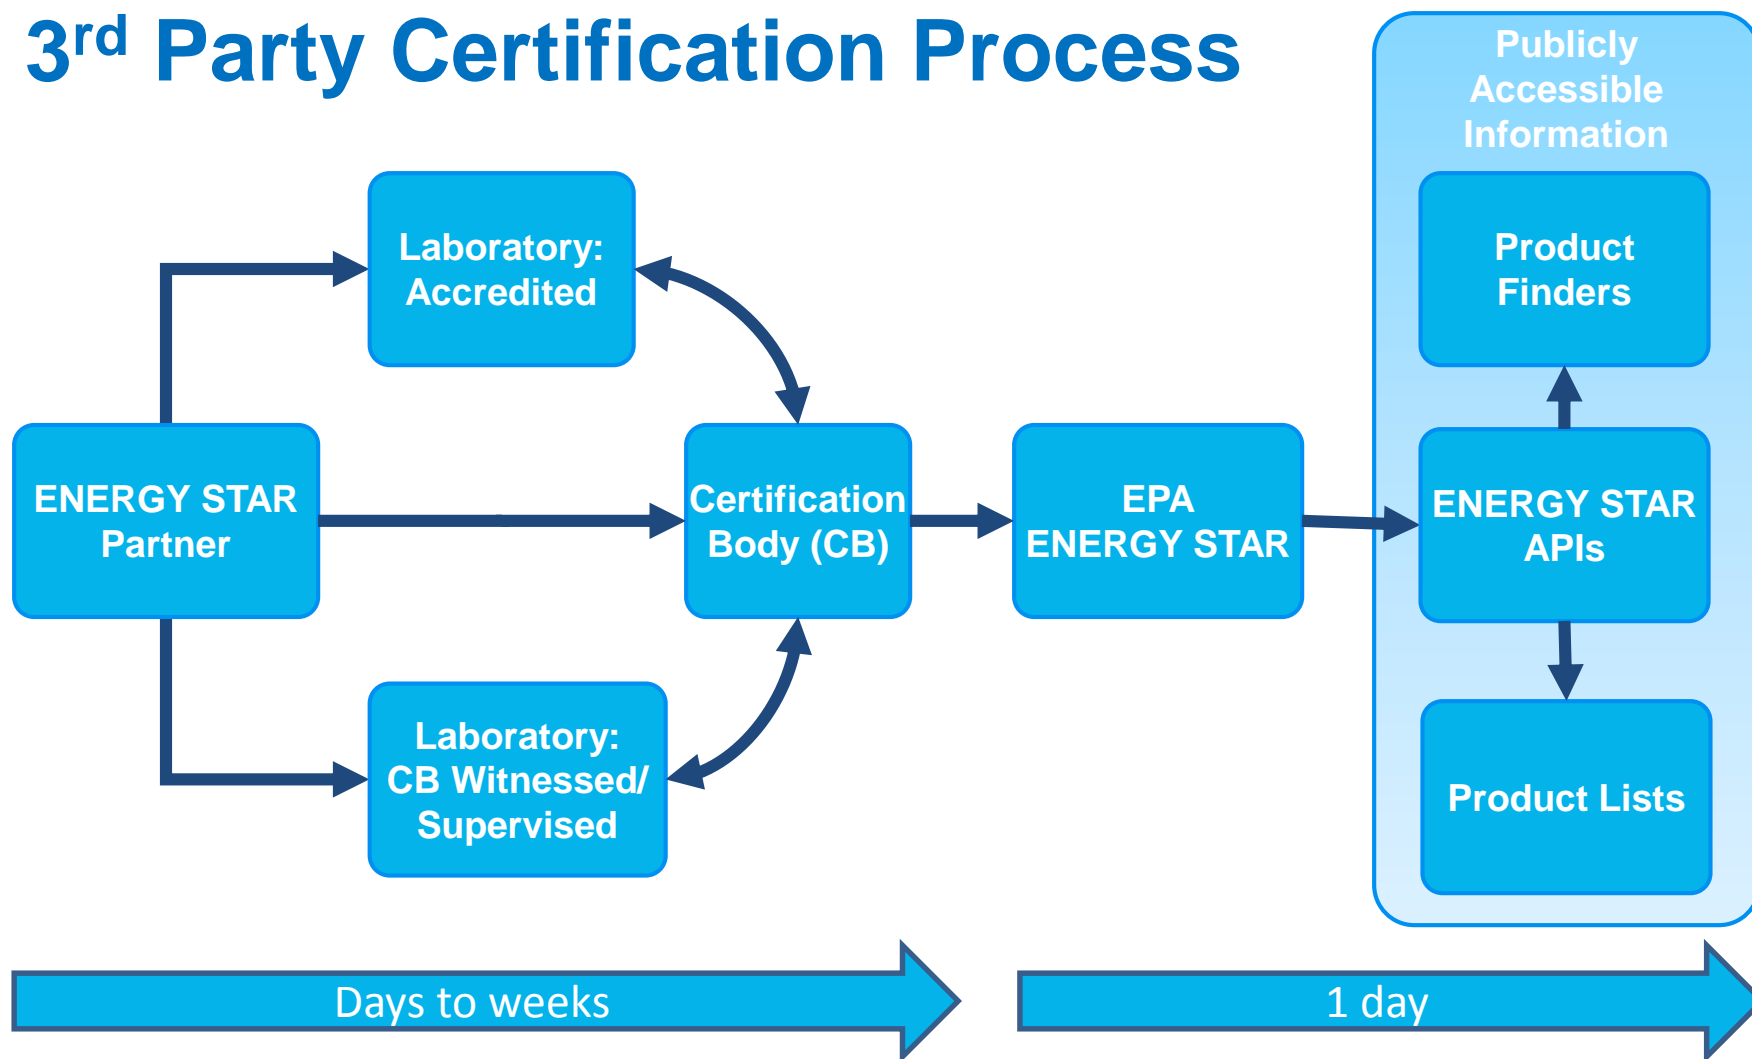 3rd Party Certification Process
Publicly
Accessible
Information
Laboratory:
Accredited
Product
Finders
ENERGY STAR
Partner
Certification
Body (CB)
EPA
ENERGY STAR
ENERGY STAR
APIs
Laboratory:
CB Witnessed/
Supervised
Product Lists
Days to weeks
1 day